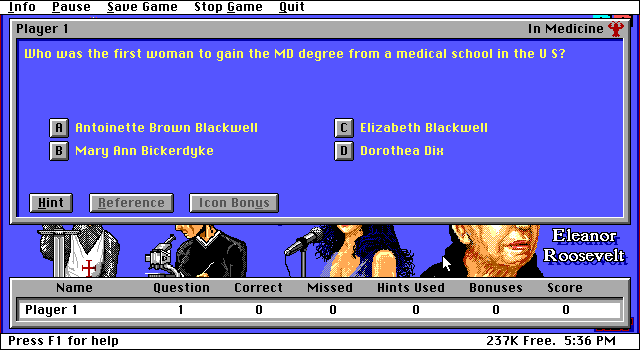 Info Pause Save Game Stop Game Quit
Player 1 In Medicine
Who was the first woman to gain the MD degree from a medical school in the U S?
A Antoinette Brown Blackwell C Elizabeth Blackwell
B Mary Ann Bickerdyke D Dorothea Dix
Hint Reference Icon Bonus
Eleanor
Roosevelt
Name Question Correct Missed Hints Used Bonuses Score
Player 1 1 0 0 0 0 0
Press F1 for help 237K Free. 5:36 PM